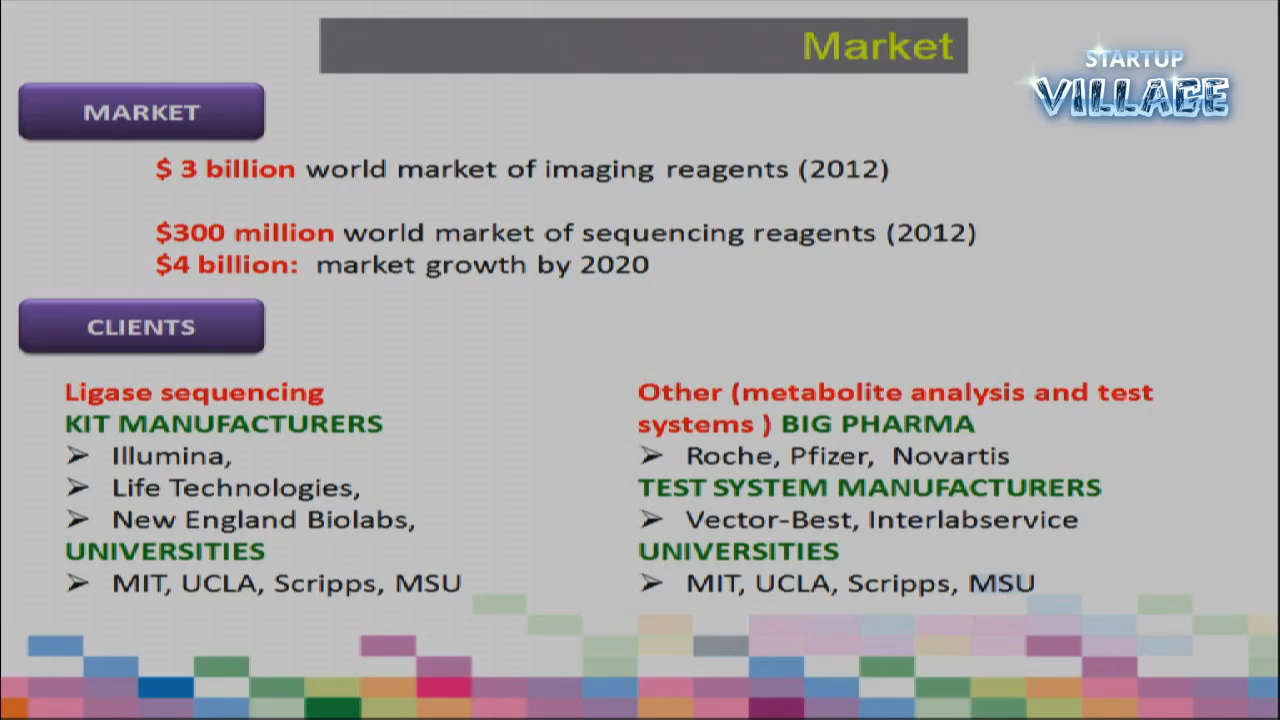 Market
STARTUP
VILLAGE
MARKET
$ 3 billion world market of imaging reagents (2012)
$300 million world market of sequencing reagents (2012)
$4 billion: market growth by 2020
CLIENTS
Ligase sequencing
KIT MANUFACTURERS
➢ Illumina,
➢ Life Technologies,
➢ New England Biolabs,
UNIVERSITIES
➢ MIT, UCLA, Scripps, MSU
Other (metabolite analysis and test
systems ) BIG PHARMA
➢ Roche, Pfizer, Novartis
TEST SYSTEM MANUFACTURERS
➢ Vector-Best, Interlabservice
UNIVERSITIES
➢ MIT, UCLA, Scripps, MSU